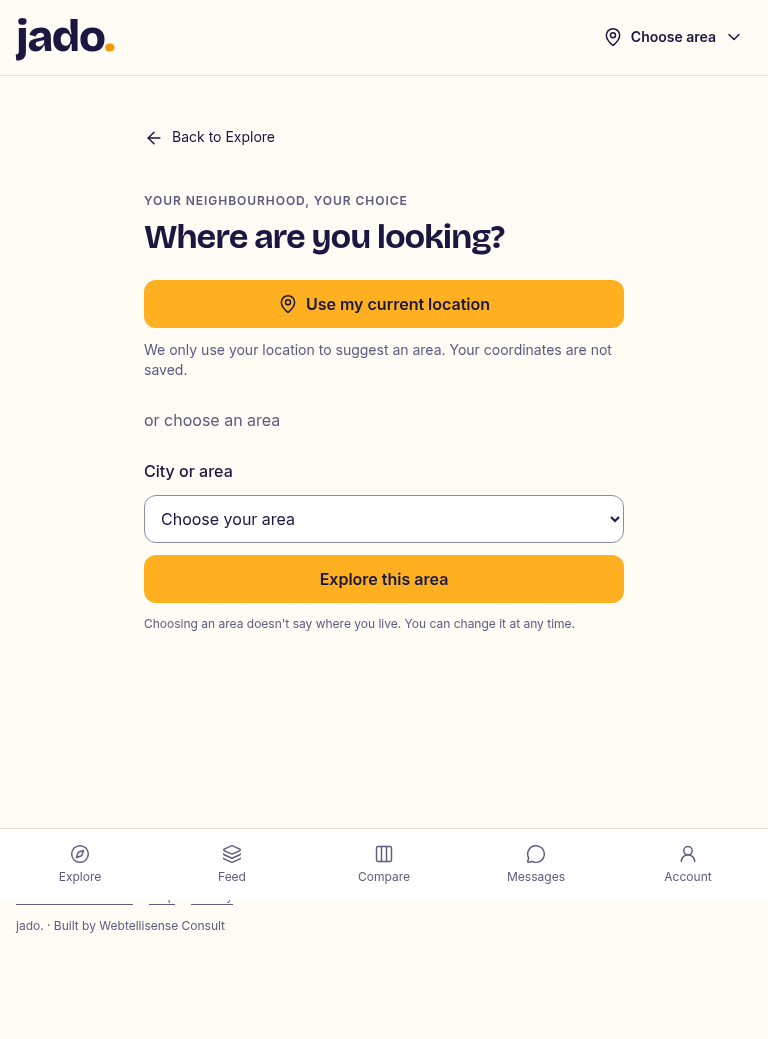 jado.
Choose area
Back to Explore
YOUR NEIGHBOURHOOD, YOUR CHOICE
Where are you looking?
Use my current location
We only use your location to suggest an area. Your coordinates are not
saved.
or choose an area
City or area
Choose your area
Explore this area
Choosing an area doesn't say where you live. You can change it at any time.
Explore
Feed
Compare
Messages
Account
jado. · Built by Webtellisense Consult